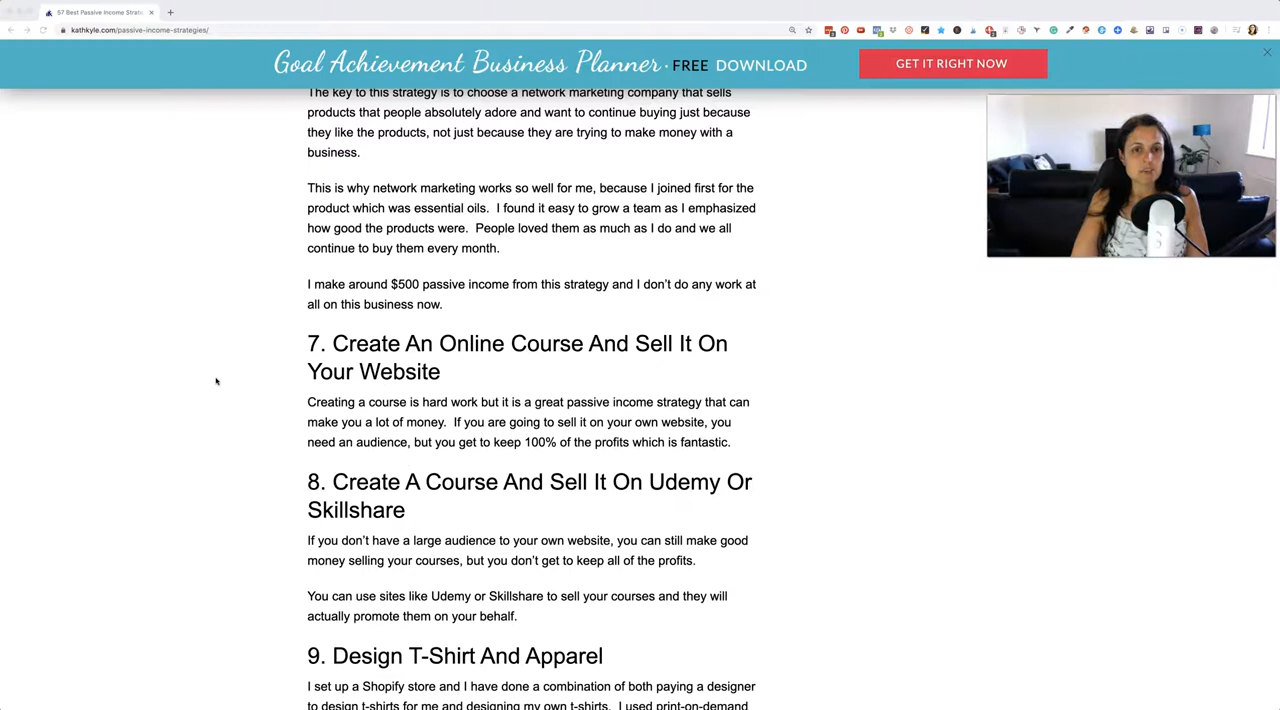 57 Best Passive Income Strate
kathkyle.com/passive-income-strategies/
Goal Achievement Business Planner · FREE DOWNLOAD
GET IT RIGHT NOW
The key to this strategy is to choose a network marketing company that sells
products that people absolutely adore and want to continue buying just because
they like the products, not just because they are trying to make money with a
business.
This is why network marketing works so well for me, because I joined first for the
product which was essential oils.  I found it easy to grow a team as I emphasized
how good the products were.  People loved them as much as I do and we all
continue to buy them every month.
I make around $500 passive income from this strategy and I don’t do any work at
all on this business now.
7. Create An Online Course And Sell It On
Your Website
Creating a course is hard work but it is a great passive income strategy that can
make you a lot of money.  If you are going to sell it on your own website, you
need an audience, but you get to keep 100% of the profits which is fantastic.
8. Create A Course And Sell It On Udemy Or
Skillshare
If you don’t have a large audience to your own website, you can still make good
money selling your courses, but you don’t get to keep all of the profits.
You can use sites like Udemy or Skillshare to sell your courses and they will
actually promote them on your behalf.
9. Design T-Shirt And Apparel
I set up a Shopify store and I have done a combination of both paying a designer
to design t-shirts for me and designing my own t-shirts.  I used print-on-demand